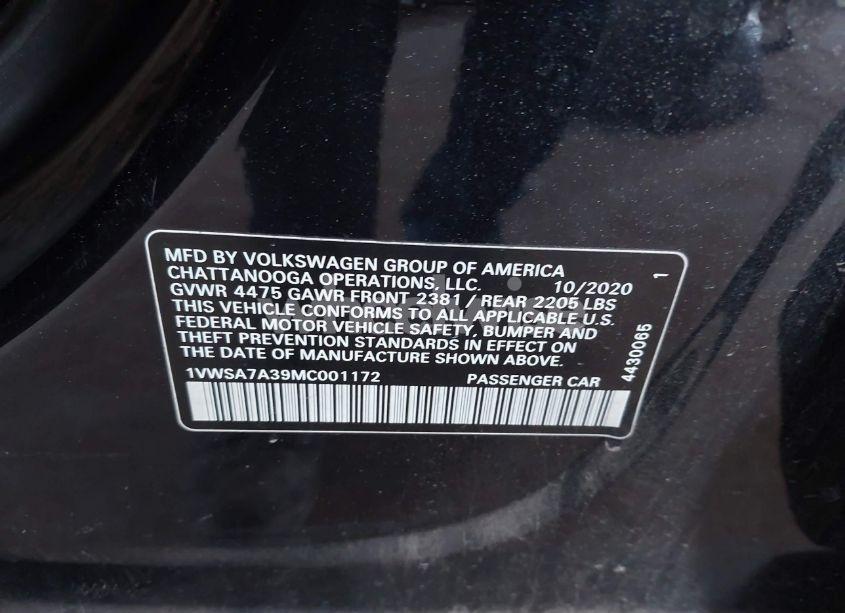 MFD BY VOLKSWAGEN GROUP OF AMERICA
CHATTANOOGA OPERATIONS, LLC. 10/2020 1
GVWR 4475 GAWR FRONT 2381 / REAR 2205 LBS
THIS VEHICLE CONFORMS TO ALL APPLICABLE U.S.
FEDERAL MOTOR VEHICLE SAFETY, BUMPER AND
THEFT PREVENTION STANDARDS IN EFFECT ON
THE DATE OF MANUFACTURE SHOWN ABOVE.
1VWSA7A39MC001172 PASSENGER CAR
4430065